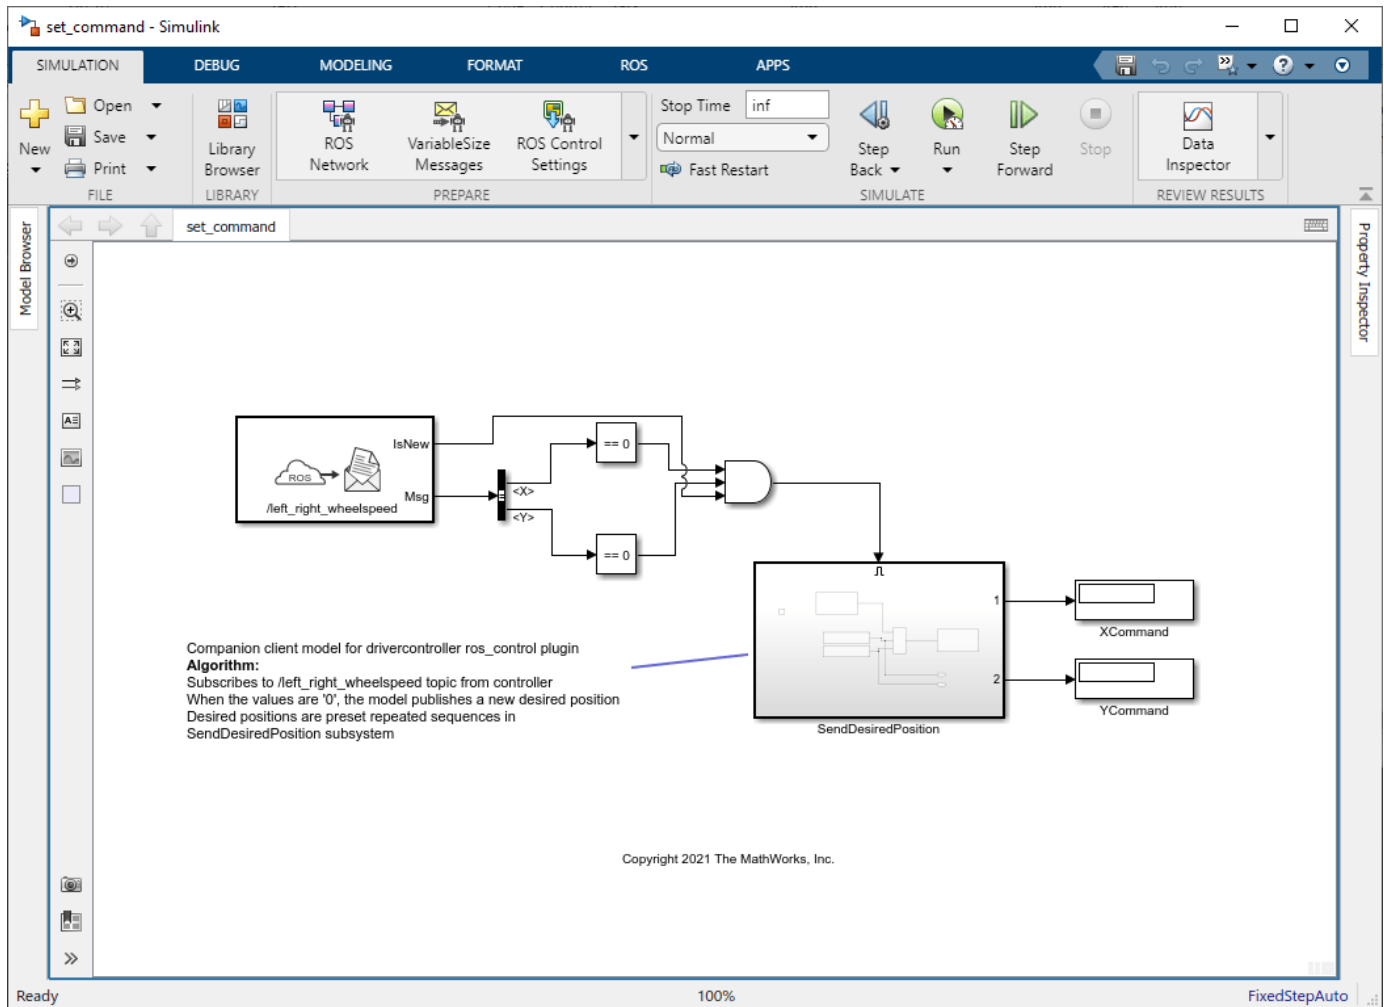 set_command - Simulink
SIMULATION DEBUG MODELING FORMAT ROS APPS
New
Open
Save
Print
FILE
Library
Browser
LIBRARY
ROS
Network
VariableSize
Messages
ROS Control
Settings
PREPARE
Stop Time inf
Normal
Fast Restart
Step
Back
Run
Step
Forward
Stop
SIMULATE
Data
Inspector
REVIEW RESULTS
Model Browser
set_command
Property Inspector
IsNew
ROS
Msg
/left_right_wheelspeed
<X>
<Y>
== 0
== 0
1
2
SendDesiredPosition
XCommand
YCommand
Companion client model for drivercontroller ros_control plugin
Algorithm:
Subscribes to /left_right_wheelspeed topic from controller
When the values are '0', the model publishes a new desired position
Desired positions are preset repeated sequences in
SendDesiredPosition subsystem
Copyright 2021 The MathWorks, Inc.
Ready 100% FixedStepAuto